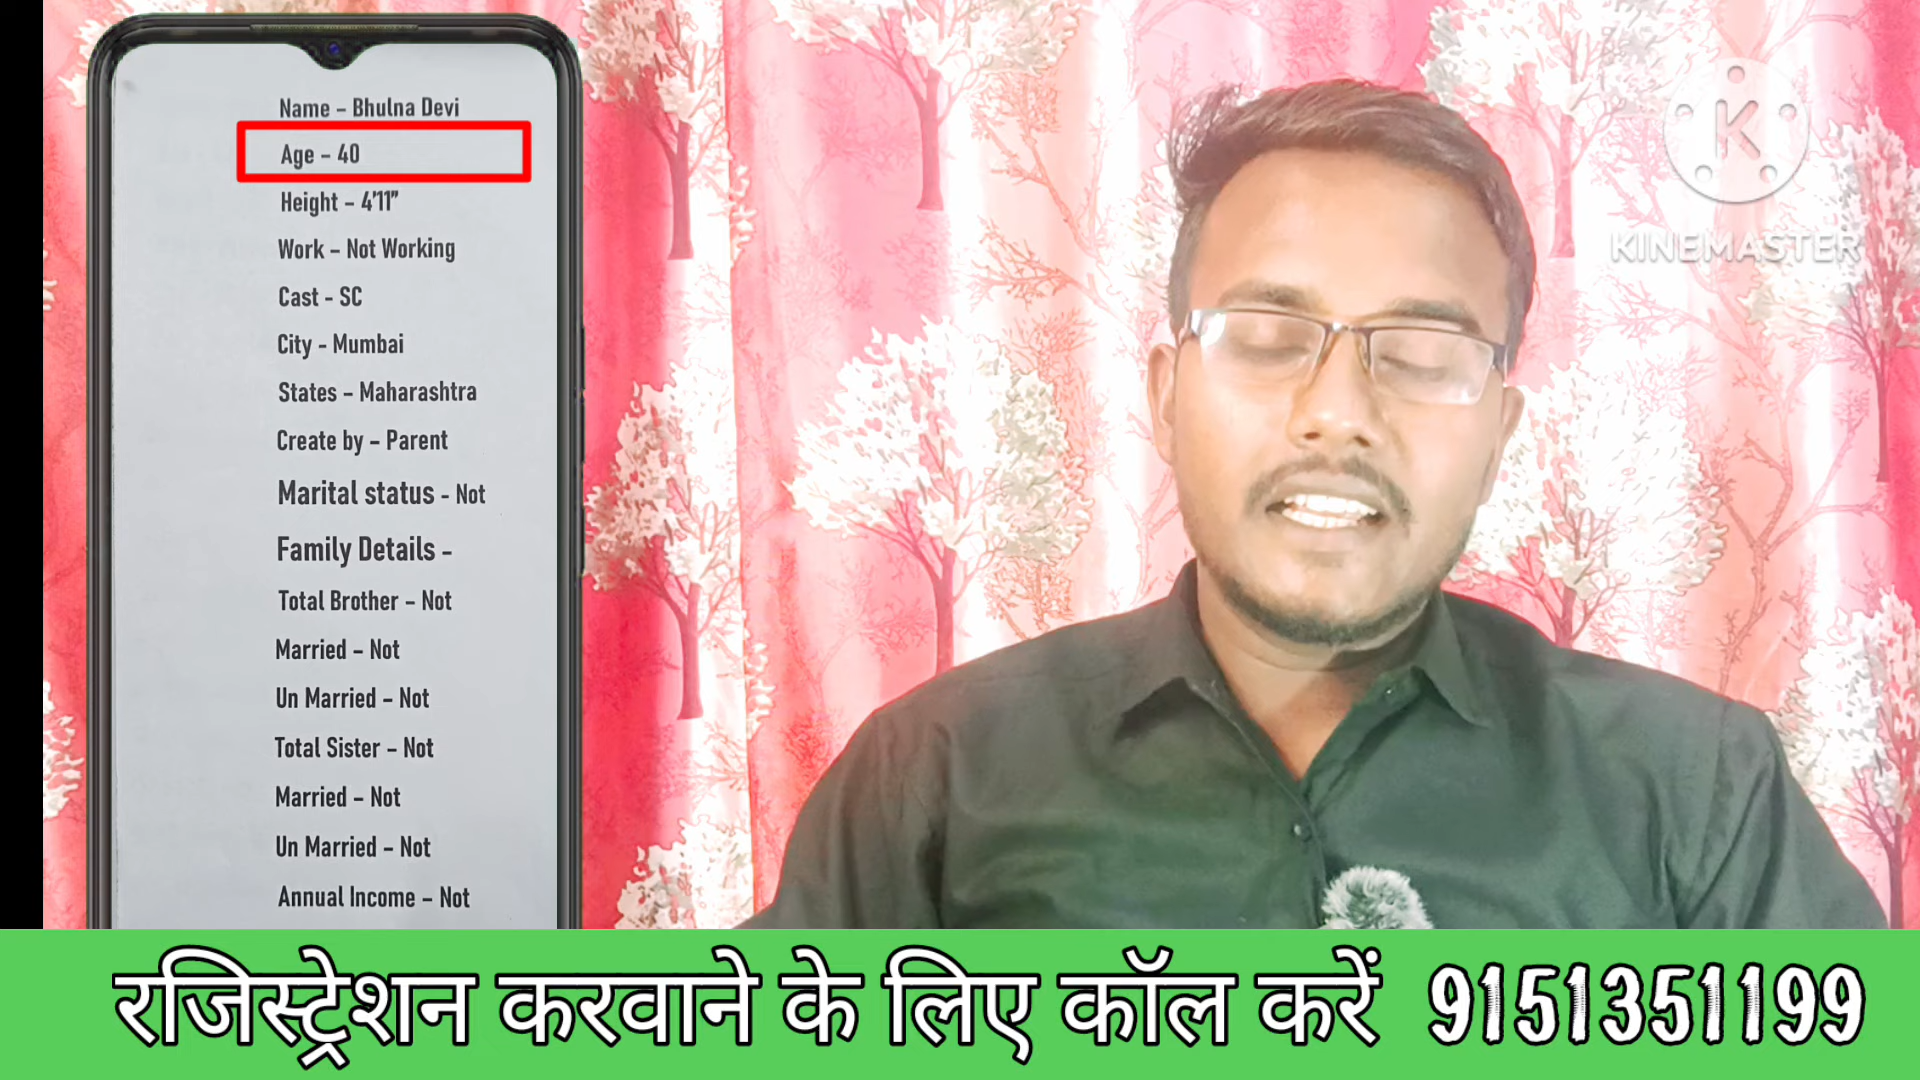 Name - Bhulna Devi
Age - 40
Height - 4'11"
Work - Not Working
Cast - SC
City - Mumbai
States - Maharashtra
Create by - Parent
Marital status - Not
Family Details -
Total Brother - Not
Married - Not
Un Married - Not
Total Sister - Not
Married - Not
Un Married - Not
Annual Income - Not
K
KINEMASTER
रजिस्ट्रेशन करवाने के लिए कॉल करें 9151351199